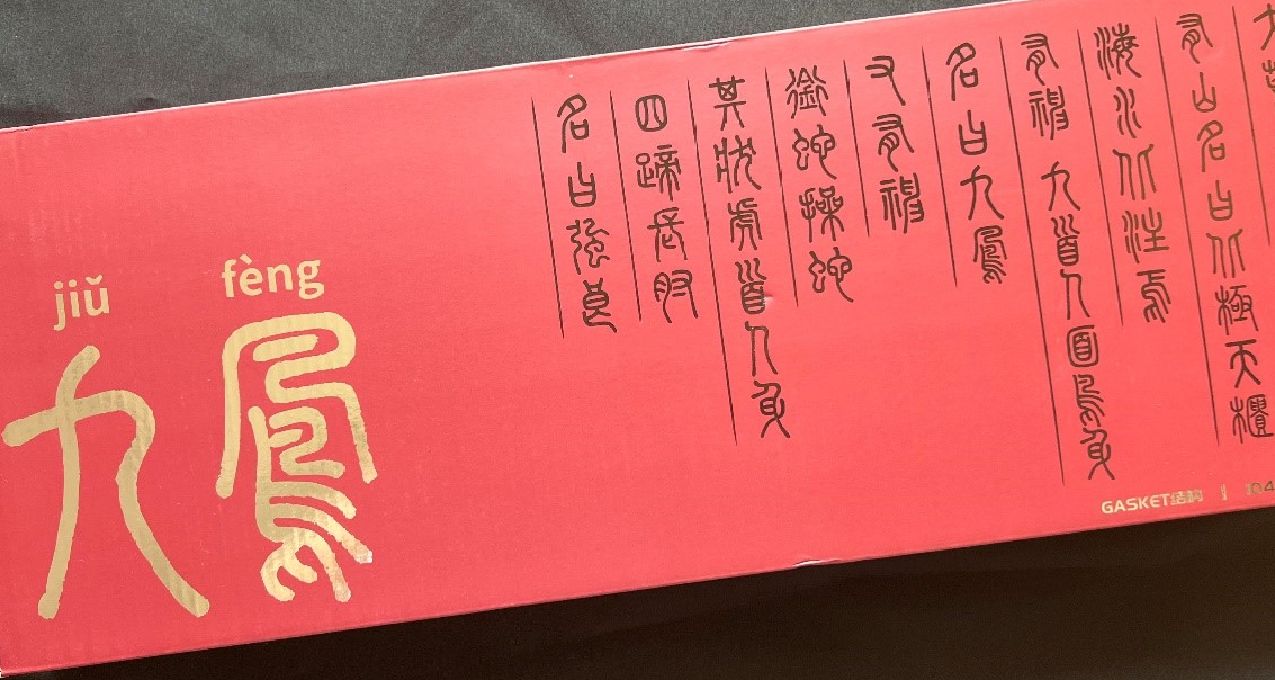 有山名曰北極天櫃
海水北注焉
有神九首人面鳥身
名曰九鳳
又有神
銜蛇操蛇
其狀虎首人身
四蹄長肘
名曰強良
jiǔ fèng
九鳳
GASKET结构 |